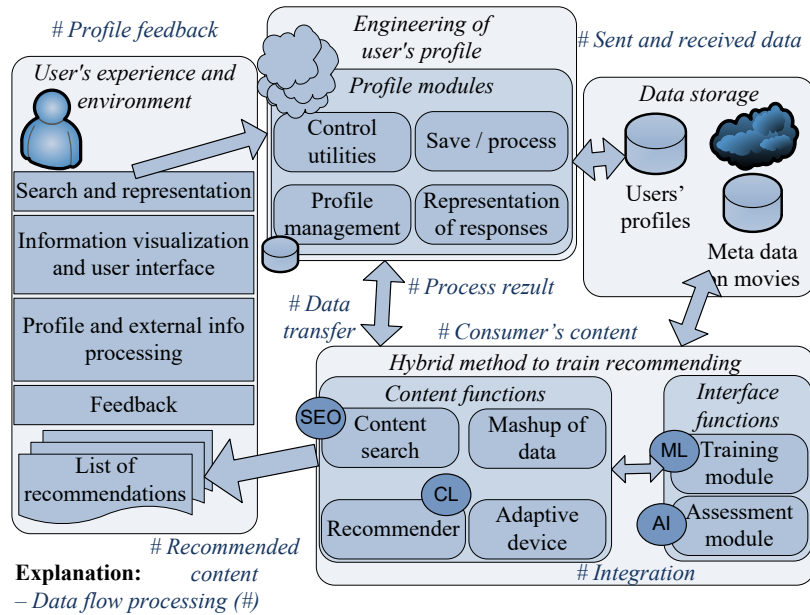 # Profile feedback
Engineering of
user's profile
# Sent and received data
User's experience and
environment
Profile modules
Control
utilities
Save / process
Profile
management
Representation
of responses
Data storage
Users’
profiles
Meta data
on movies
Search and representation
Information visualization
and user interface
Profile and external info
processing
Feedback
List of
recommendations
# Process rezult
# Data
transfer
# Consumer’s content
Hybrid method to train recommending
Content functions
SEO
Content
search
Mashup of
data
CL
Recommender
Adaptive
device
Interface
functions
ML
Training
module
AI
Assessment
module
# Recommended
content
# Integration
Explanation:
– Data flow processing (#)